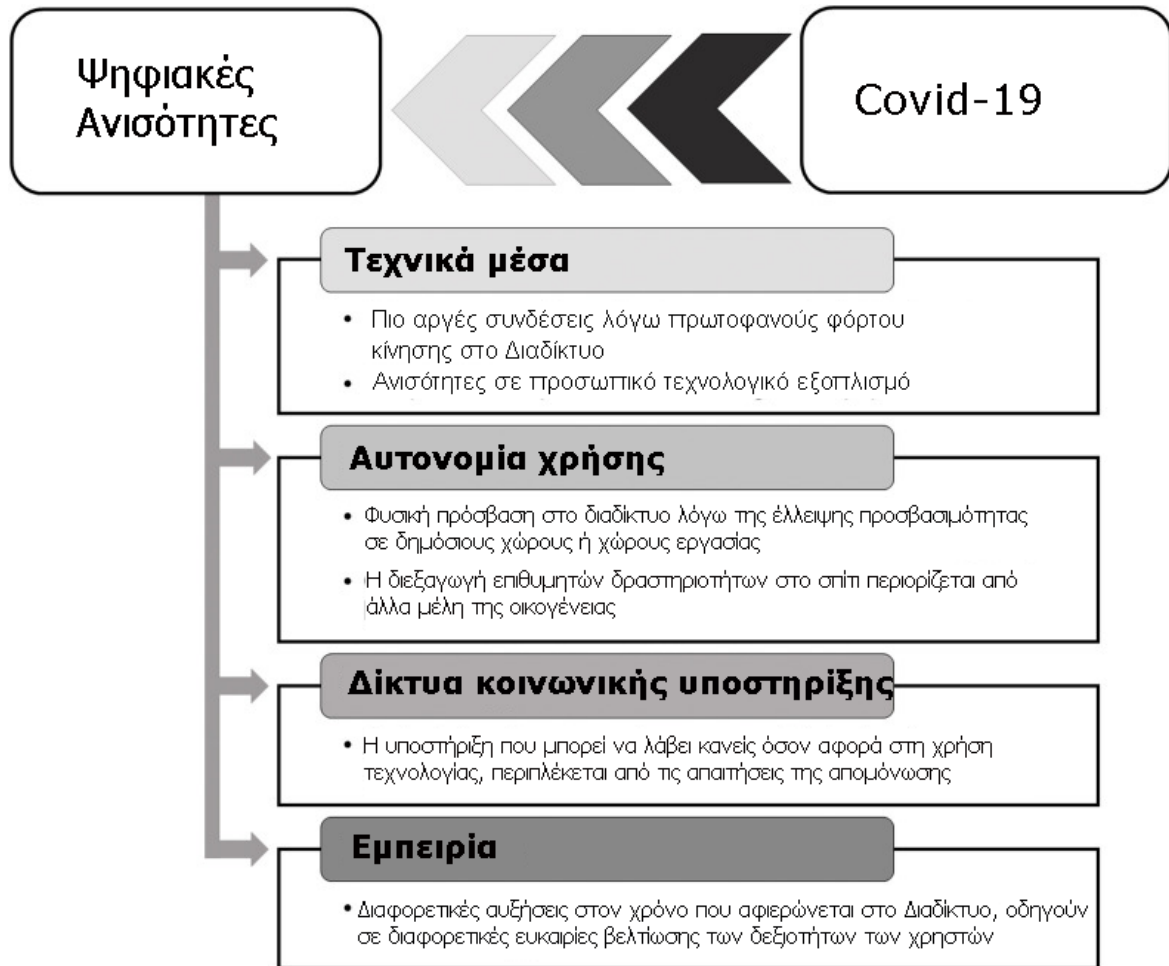 Ψηφιακές
Ανισότητες
Covid-19
Τεχνικά μέσα
• Πιο αργές συνδέσεις λόγω πρωτοφανούς φόρτου
κίνησης στο Διαδίκτυο
• Ανισότητες σε προσωπικό τεχνολογικό εξοπλισμό
Αυτονομία χρήσης
• Φυσική πρόσβαση στο διαδίκτυο λόγω της έλλειψης προσβασιμότητας
σε δημόσιους χώρους ή χώρους εργασίας
• Η διεξαγωγή επιθυμητών δραστηριοτήτων στο σπίτι περιορίζεται από
άλλα μέλη της οικογένειας
Δίκτυα κοινωνικής υποστηρίξης
• Η υποστήριξη που μπορεί να λάβει κανείς όσον αφορά στη χρήση
τεχνολογίας, περιπλέκεται από τις απαιτήσεις της απομόνωσης
Εμπειρία
• Διαφορετικές αυξήσεις στον χρόνο που αφιερώνεται στο Διαδίκτυο, οδηγούν
σε διαφορετικές ευκαιρίες βελτίωσης των δεξιοτήτων των χρηστών